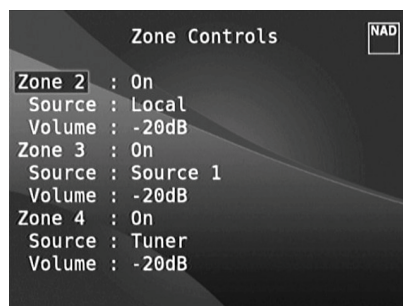 Zone Controls
NAD
Zone 2 : On
Source : Local
Volume : -20dB
Zone 3 : On
Source : Source 1
Volume : -20dB
Zone 4 : On
Source : Tuner
Volume : -20dB